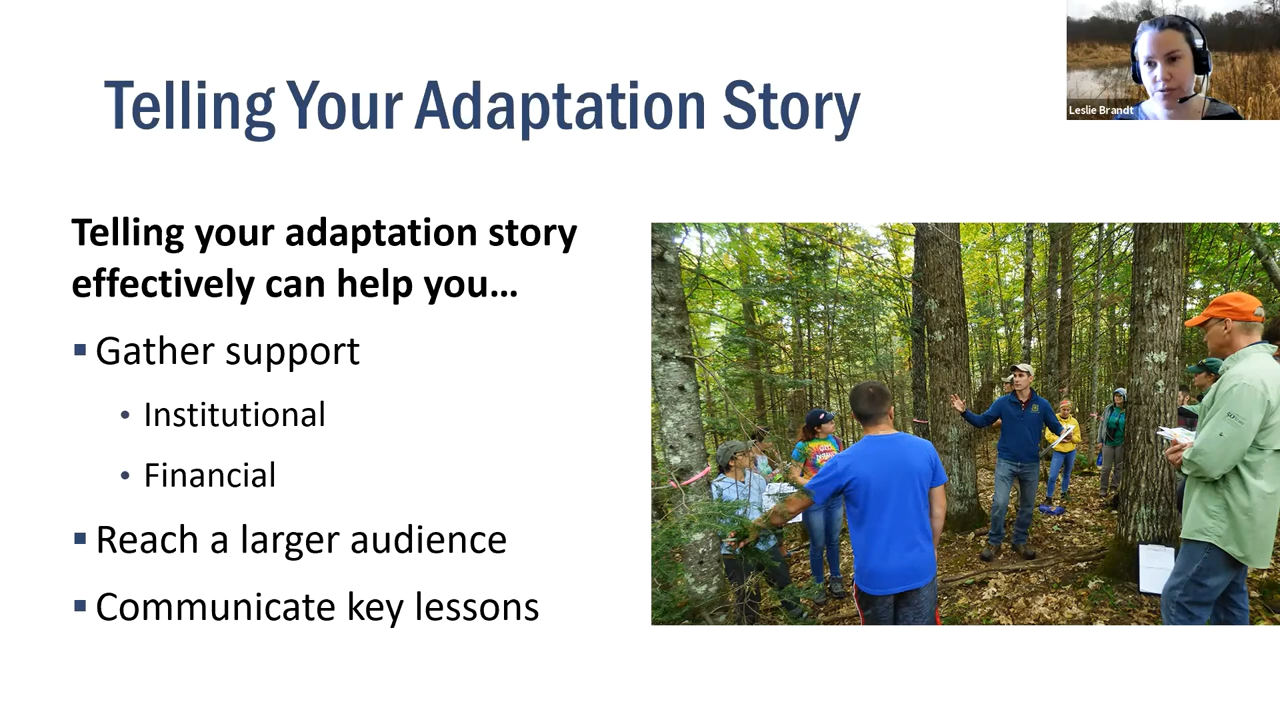 Telling Your Adaptation Story
Leslie Brandt
Telling your adaptation story
effectively can help you...
Gather support
Institutional
Financial
Reach a larger audience
Communicate key lessons